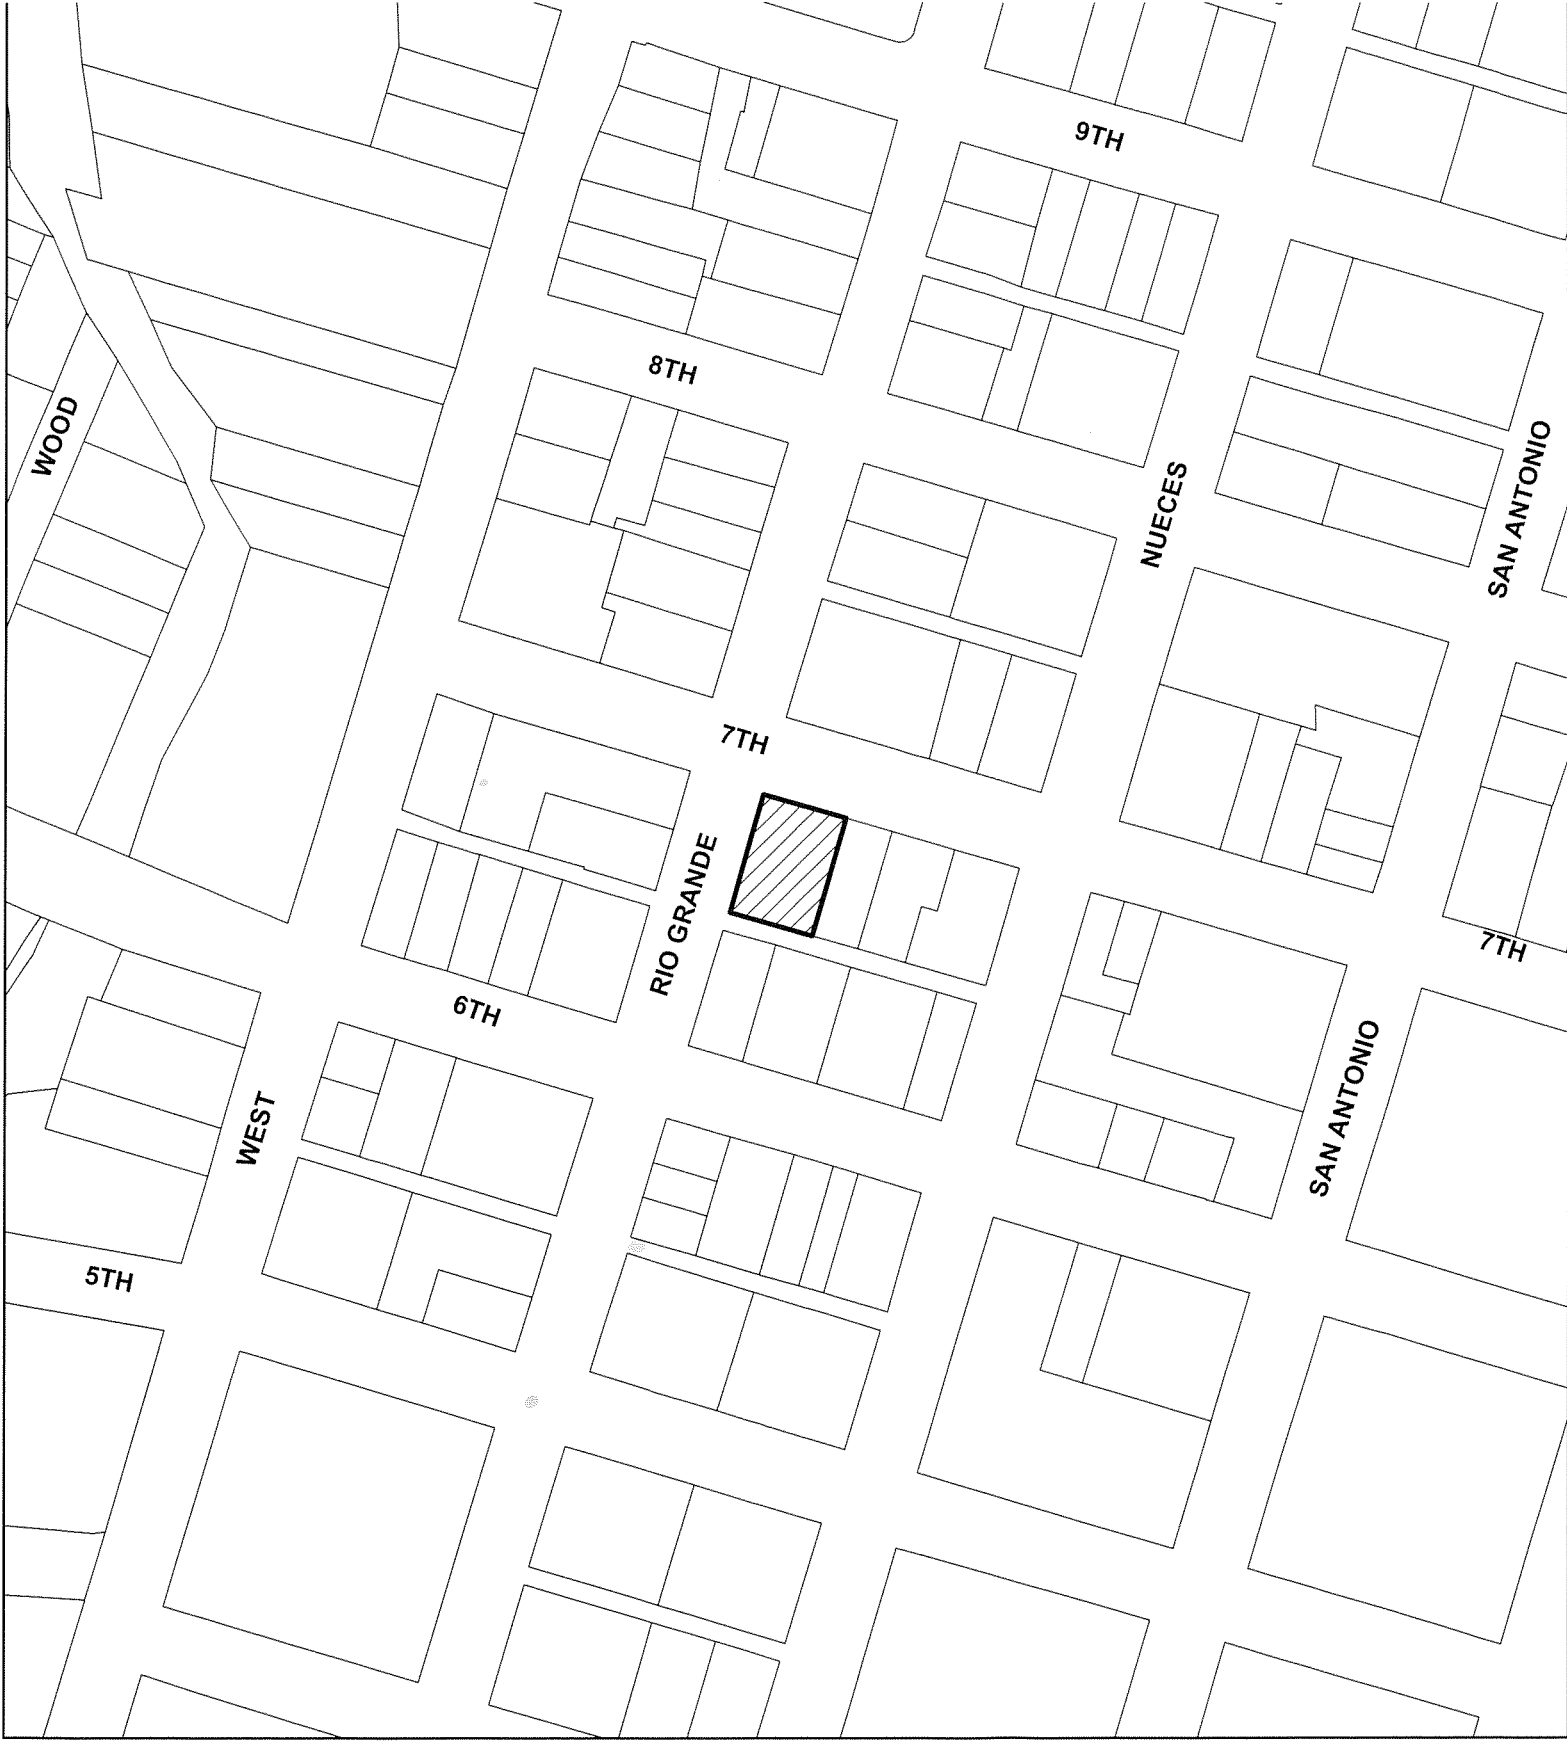 9TH
8TH
WOOD
NUECES
SAN ANTONIO
7TH
RIO GRANDE
7TH
6TH
SAN ANTONIO
WEST
5TH